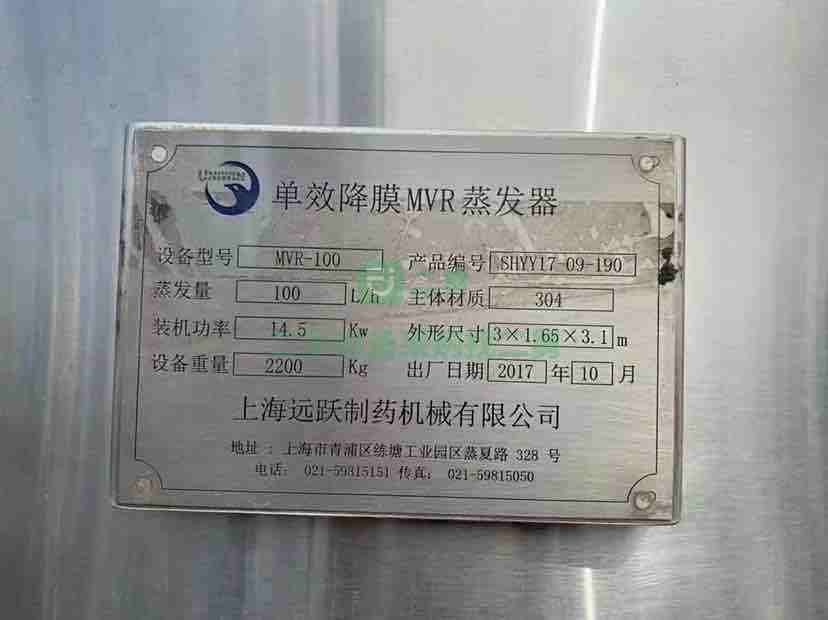 单效降膜MVR蒸发器
设备型号 MVR-100 产品编号 SHYY17-09-190
蒸发量 100 L/h 主体材质 304
装机功率 14.5 Kw 外形尺寸 3×1.65×3.1 m
设备重量 2200 Kg 出厂日期 2017 年 10 月
上海远跃制药机械有限公司
地址：上海市青浦区练塘工业园区蒸夏路 328 号
电话：021-59815151 传真：021-59815050